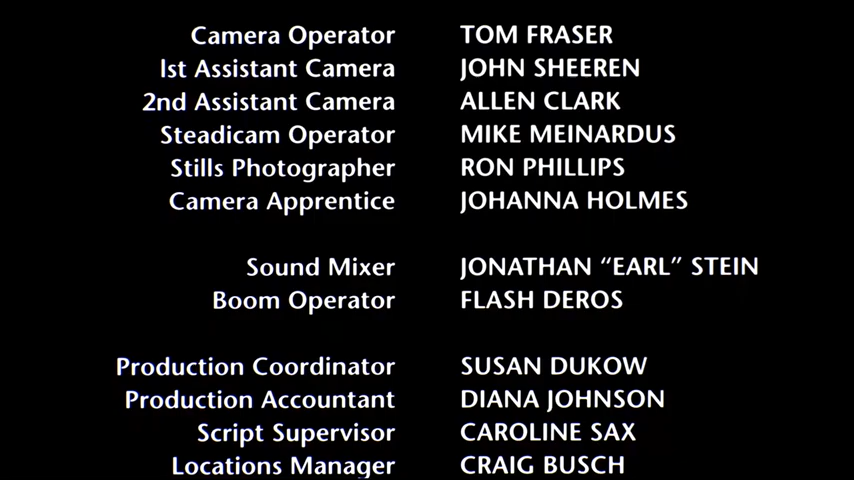 Camera Operator TOM FRASER
1st Assistant Camera JOHN SHEEREN
2nd Assistant Camera ALLEN CLARK
Steadicam Operator MIKE MEINARDUS
Stills Photographer RON PHILLIPS
Camera Apprentice JOHANNA HOLMES
Sound Mixer JONATHAN “EARL” STEIN
Boom Operator FLASH DEROS
Production Coordinator SUSAN DUKOW
Production Accountant DIANA JOHNSON
Script Supervisor CAROLINE SAX
Locations Manager CRAIG BUSCH